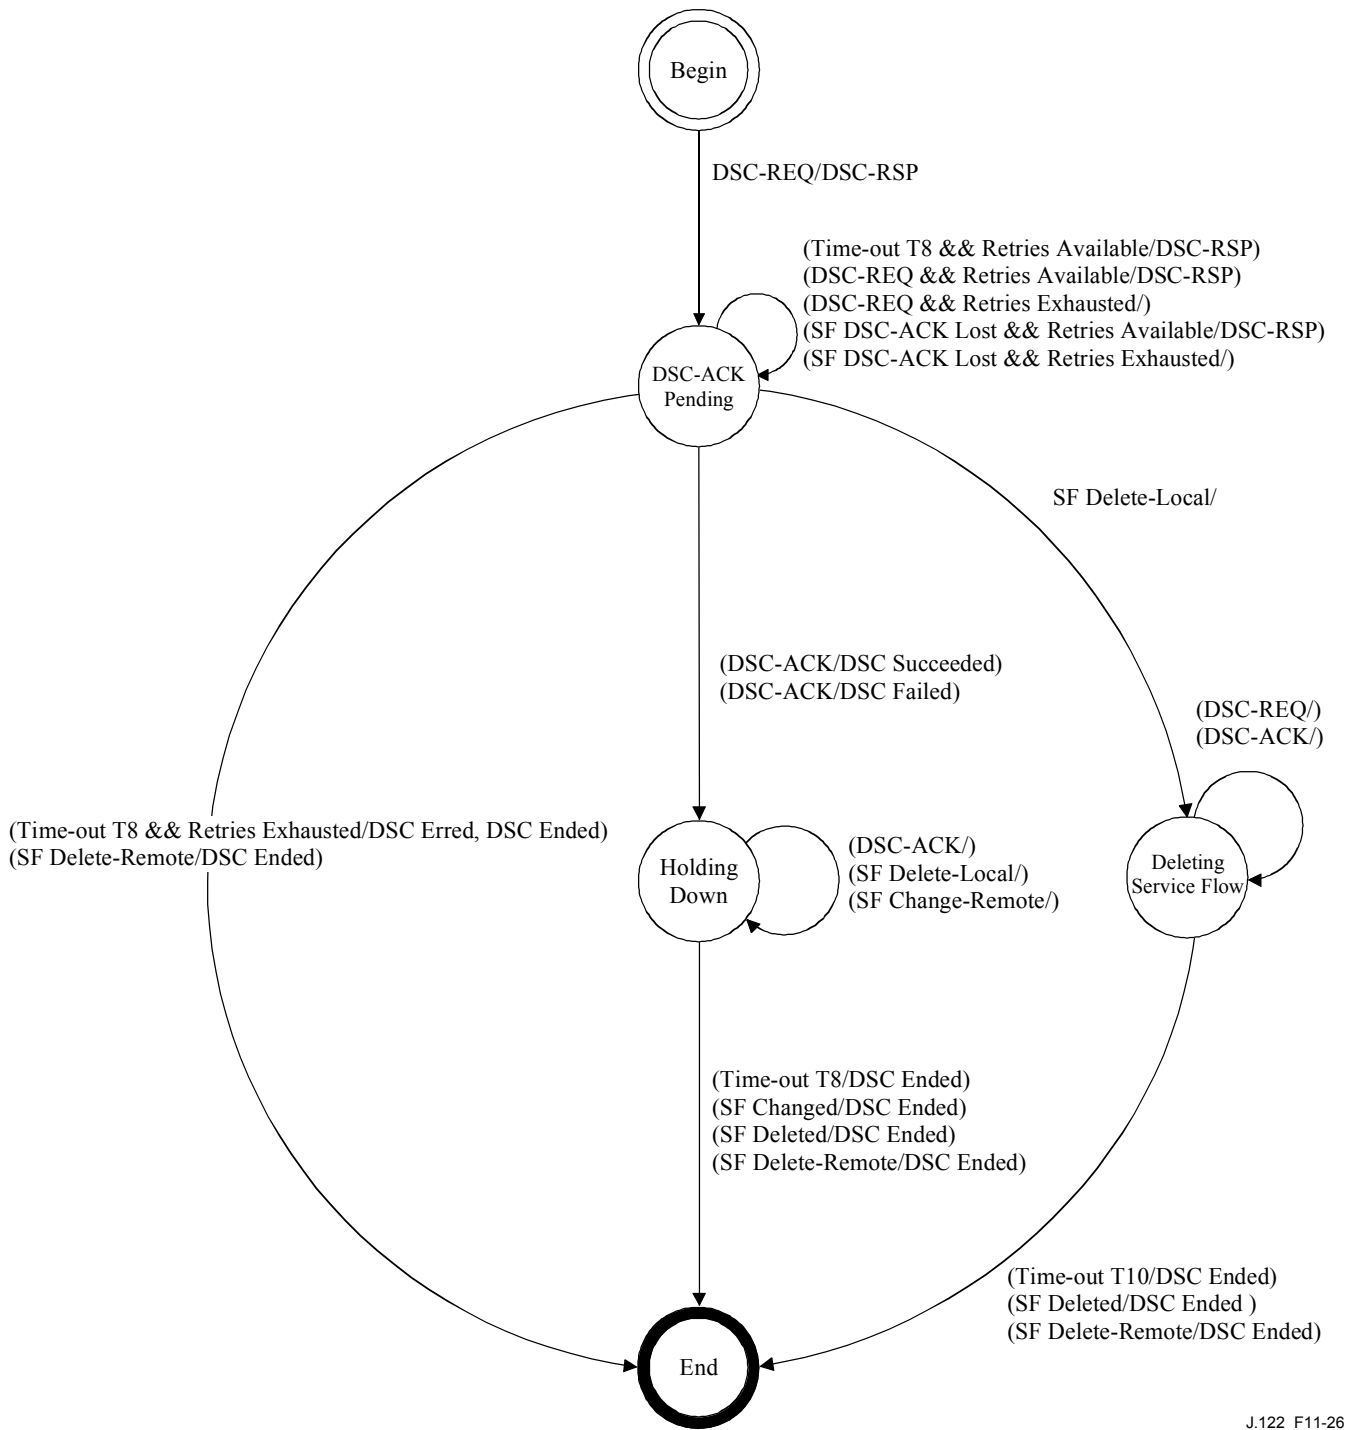 Begin
DSC-REQ/DSC-RSP
(Time-out T8 && Retries Available/DSC-RSP)
(DSC-REQ && Retries Available/DSC-RSP)
(DSC-REQ && Retries Exhausted/)
(SF DSC-ACK Lost && Retries Available/DSC-RSP)
(SF DSC-ACK Lost && Retries Exhausted/)
DSC-ACK
Pending
SF Delete-Local/
(DSC-ACK/DSC Succeeded)
(DSC-ACK/DSC Failed)
(DSC-REQ/)
(DSC-ACK/)
(Time-out T8 && Retries Exhausted/DSC Erred, DSC Ended)
(SF Delete-Remote/DSC Ended)
Holding
Down
(DSC-ACK/)
(SF Delete-Local/)
(SF Change-Remote/)
Deleting
Service Flow
(Time-out T8/DSC Ended)
(SF Changed/DSC Ended)
(SF Deleted/DSC Ended)
(SF Delete-Remote/DSC Ended)
(Time-out T10/DSC Ended)
(SF Deleted/DSC Ended )
(SF Delete-Remote/DSC Ended)
End
J.122 F11-26